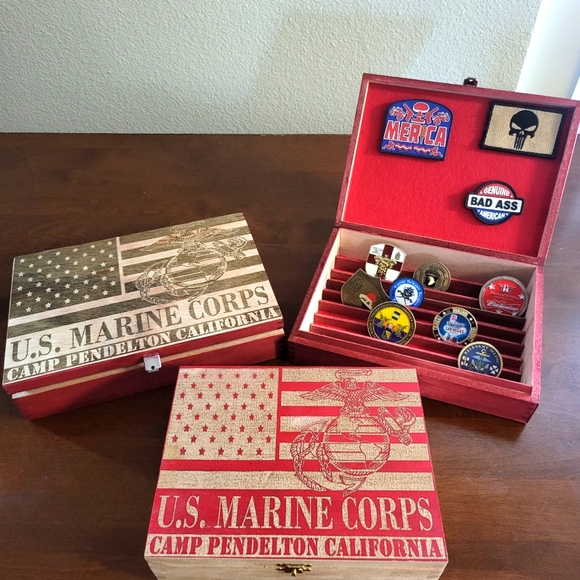 U.S. MARINE CORPS
CAMP PENDELTON CALIFORNIA
'MERICA
GENUINE
BAD ASS
AMERICAN
U.S. MARINE CORPS
CAMP PENDELTON CALIFORNIA